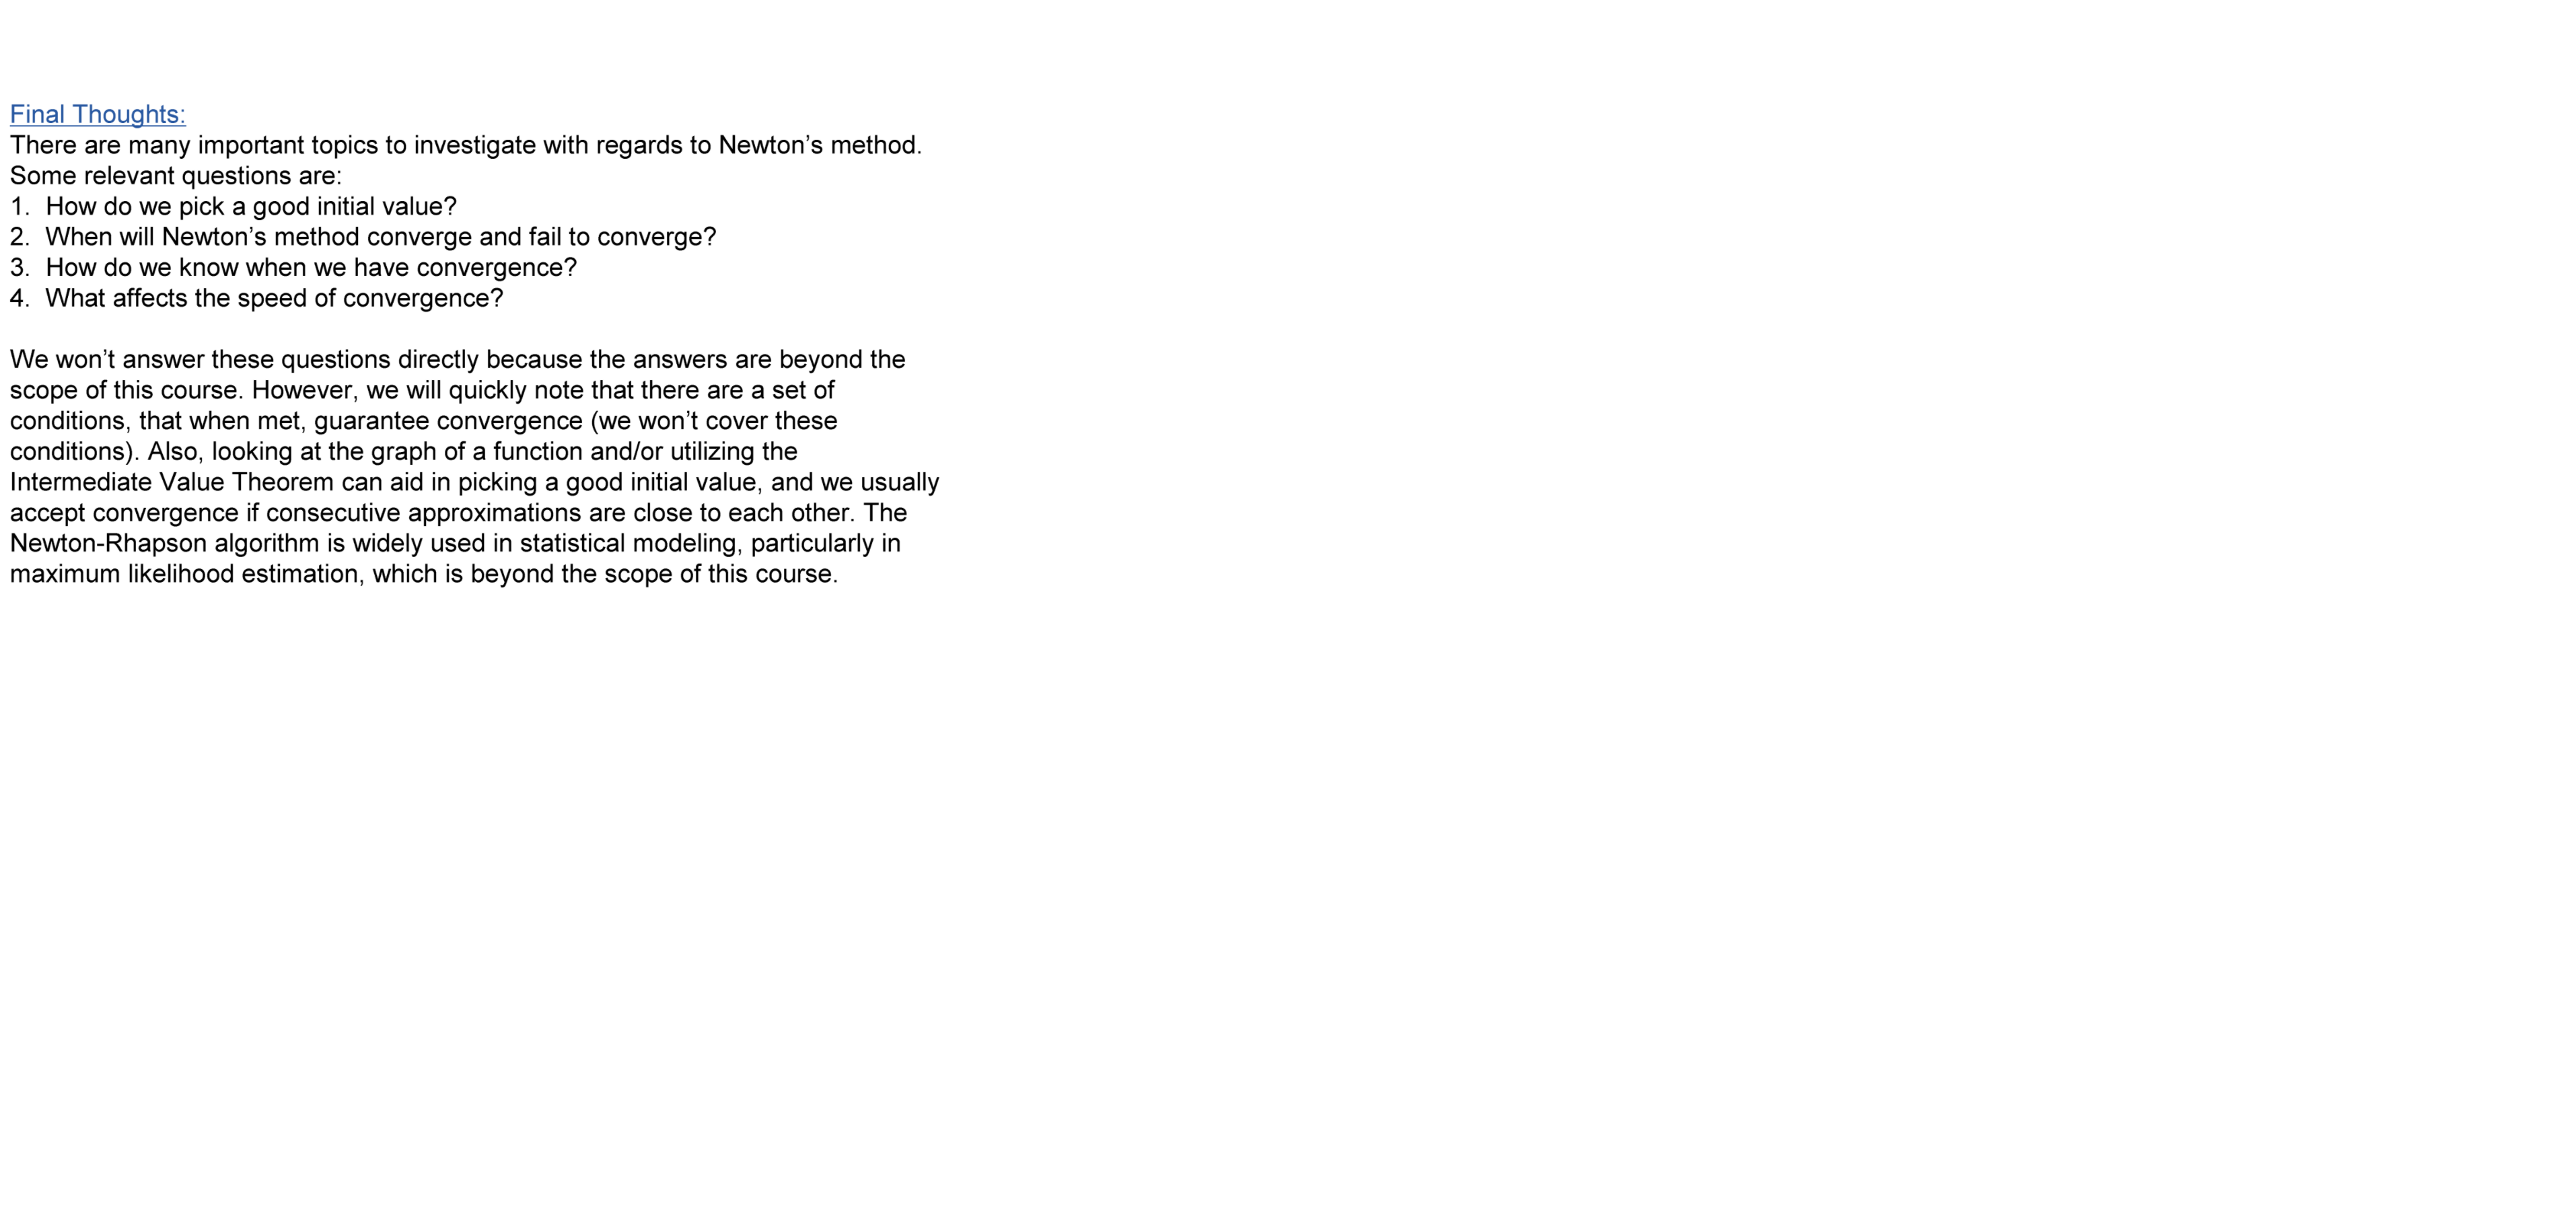 Final Thoughts:
There are many important topics to investigate with regards to Newton’s method.
Some relevant questions are:
1.  How do we pick a good initial value?
2.  When will Newton’s method converge and fail to converge?
3.  How do we know when we have convergence?
4.  What affects the speed of convergence?
We won’t answer these questions directly because the answers are beyond the
scope of this course. However, we will quickly note that there are a set of
conditions, that when met, guarantee convergence (we won’t cover these
conditions). Also, looking at the graph of a function and/or utilizing the
Intermediate Value Theorem can aid in picking a good initial value, and we usually
accept convergence if consecutive approximations are close to each other. The
Newton-Rhapson algorithm is widely used in statistical modeling, particularly in
maximum likelihood estimation, which is beyond the scope of this course.